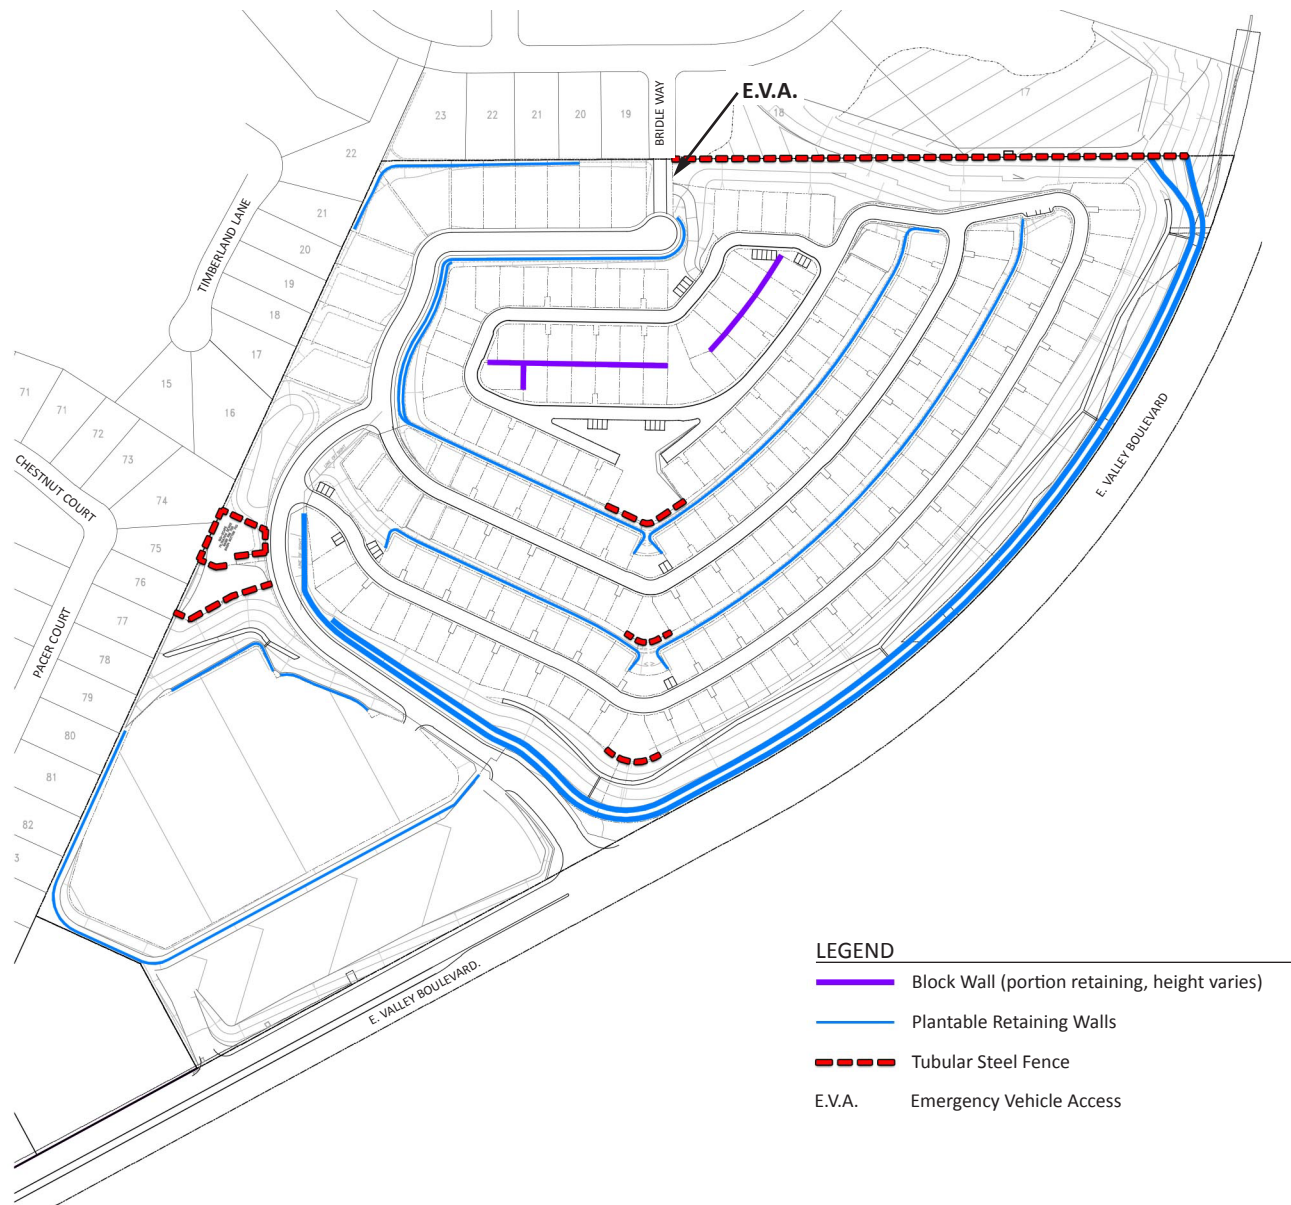 E.V.A.
BRIDLE WAY
17
18
23
22
21
20
19
22
21
20
19
18
17
16
15
TIMBERLAND LANE
71
71
72
73
74
75
76
77
78
79
80
81
82
3
CHESTNUT COURT
PACER COURT
E. VALLEY BOULEVARD
E. VALLEY BOULEVARD.
LEGEND
Block Wall (portion retaining, height varies)
Plantable Retaining Walls
Tubular Steel Fence
E.V.A. Emergency Vehicle Access